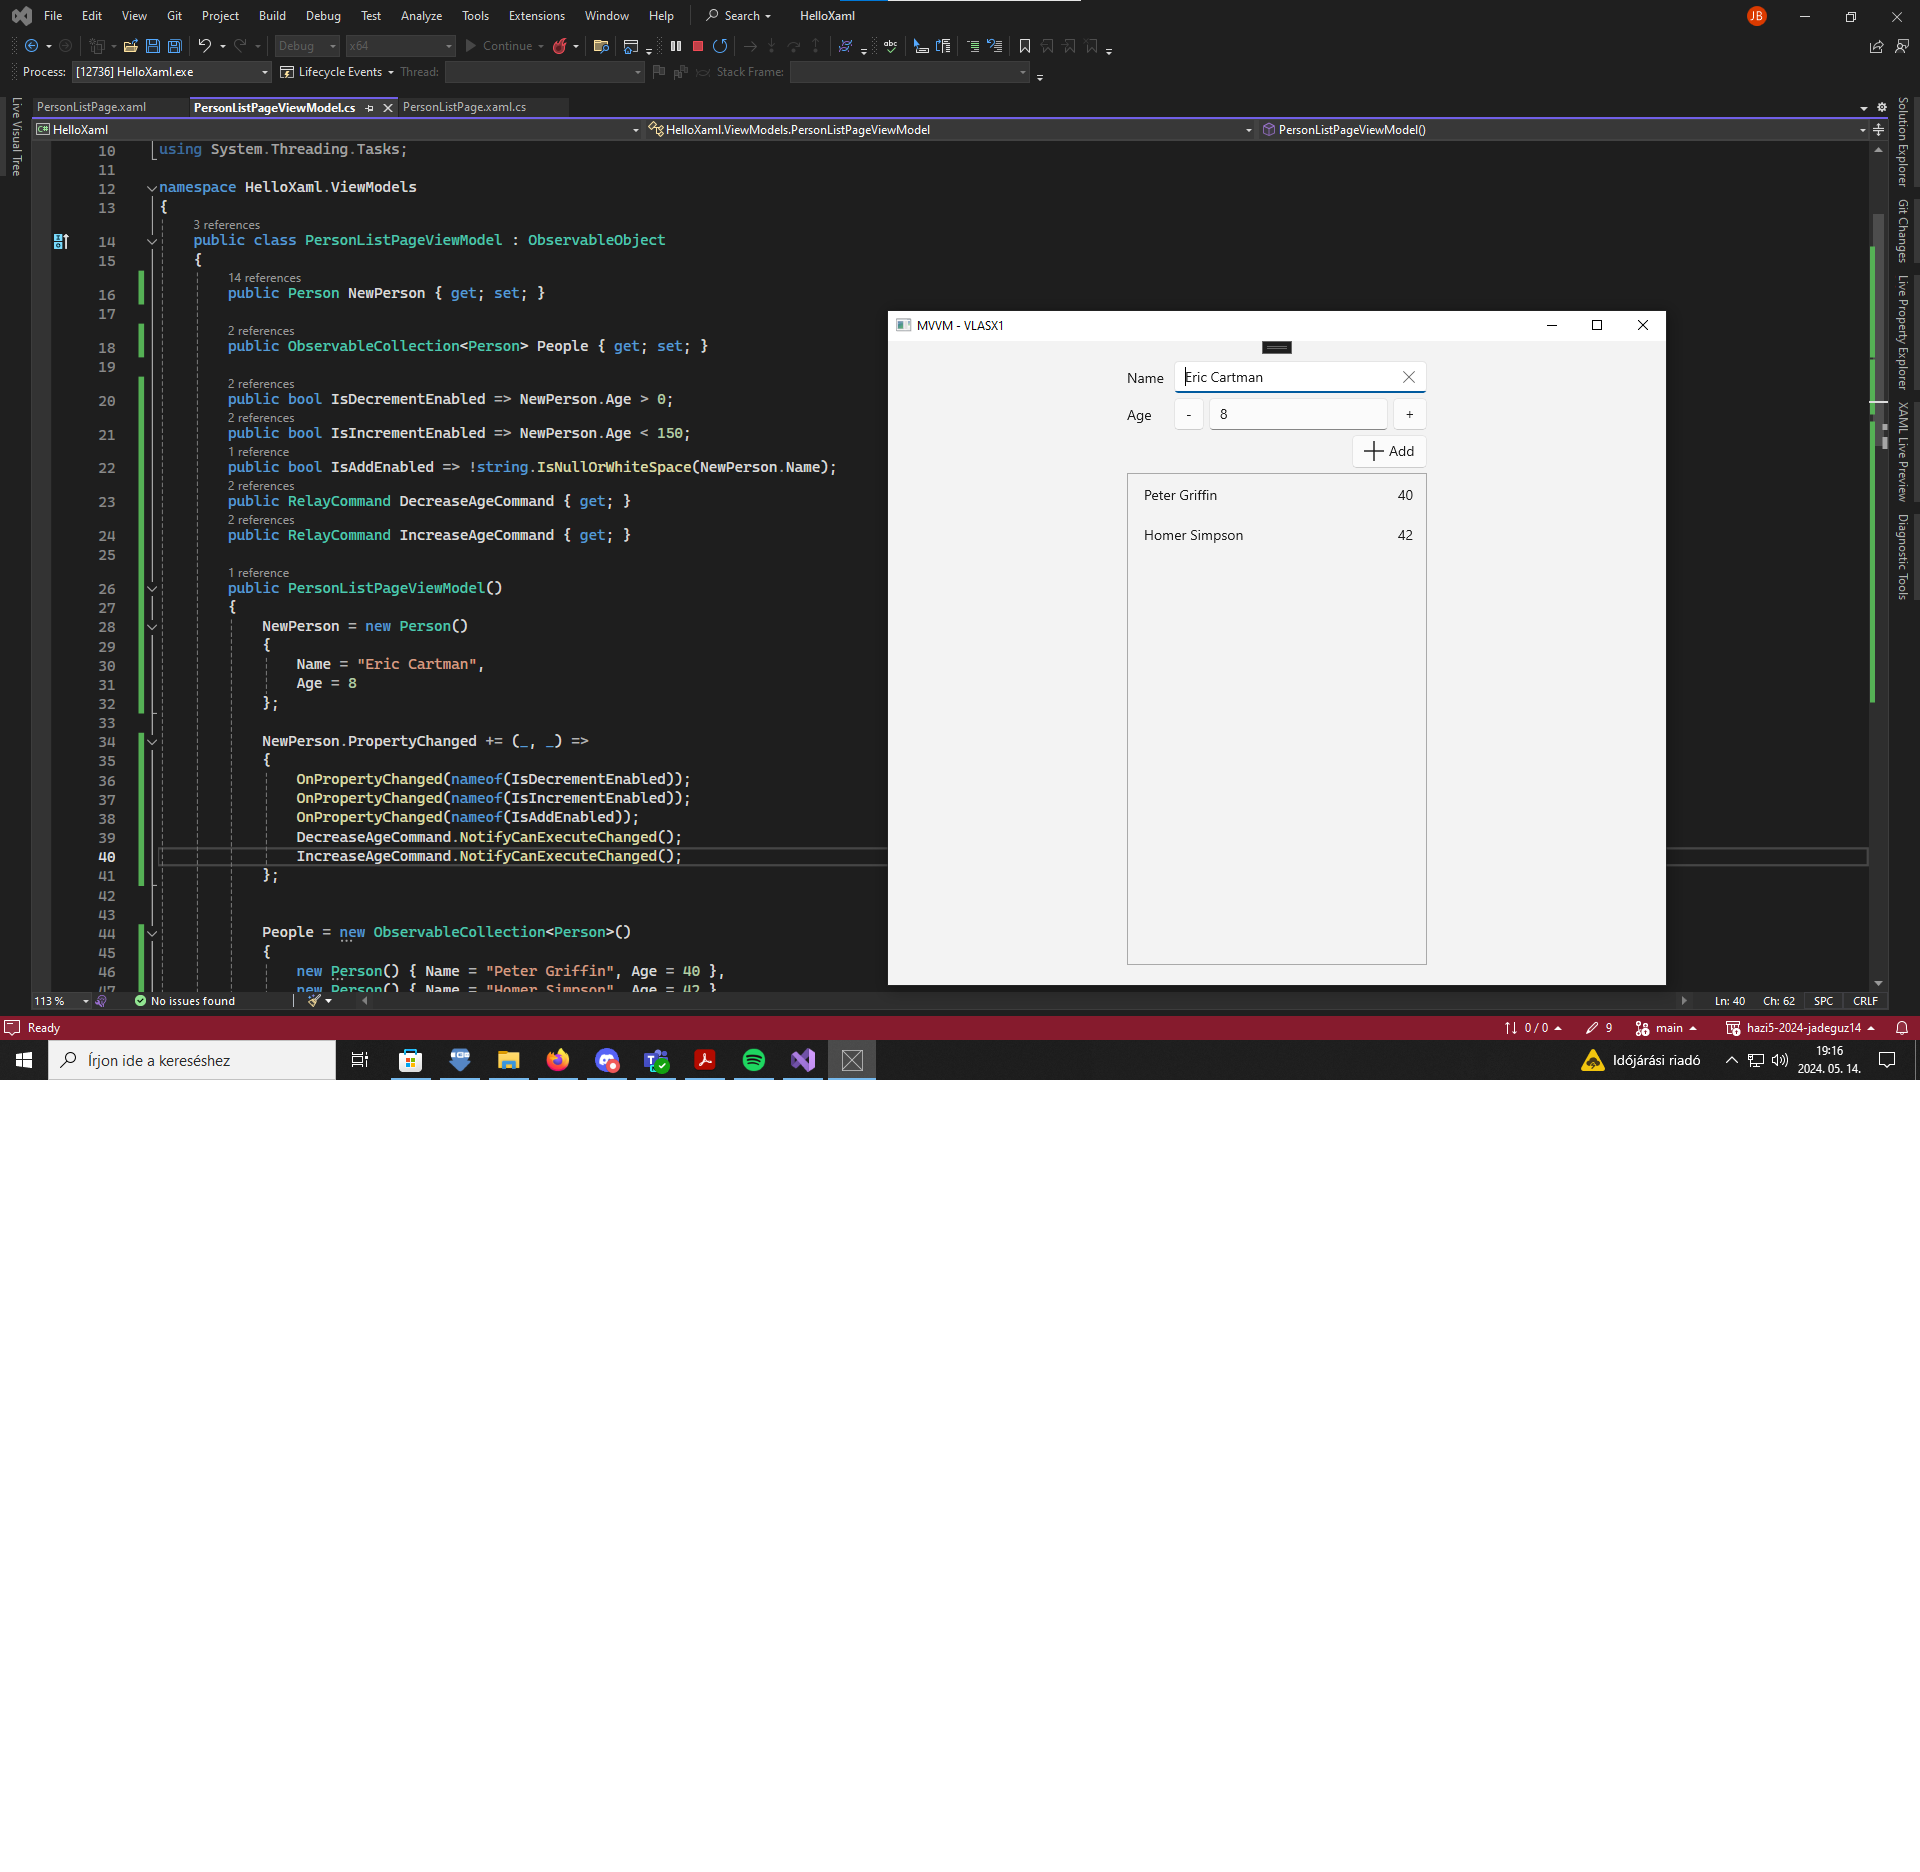 File Edit View Git Project Build Debug Test Analyze Tools Extensions Window Help Search HelloXaml JB
Debug x64 Continue
Process: [12736] HelloXaml.exe Lifecycle Events Thread: Stack Frame:
PersonListPage.xaml PersonListPageViewModel.cs PersonListPage.xaml.cs
HelloXaml HelloXaml.ViewModels.PersonListPageViewModel PersonListPageViewModel()
Live Visual Tree
10 using System.Threading.Tasks;
11
12 namespace HelloXaml.ViewModels
13 {
3 references
14 public class PersonListPageViewModel : ObservableObject
15 {
14 references
16 public Person NewPerson { get; set; }
17
2 references
18 public ObservableCollection<Person> People { get; set; }
19
2 references
20 public bool IsDecrementEnabled => NewPerson.Age > 0;
2 references
21 public bool IsIncrementEnabled => NewPerson.Age < 150;
1 reference
22 public bool IsAddEnabled => !string.IsNullOrWhiteSpace(NewPerson.Name);
2 references
23 public RelayCommand DecreaseAgeCommand { get; }
2 references
24 public RelayCommand IncreaseAgeCommand { get; }
25
1 reference
26 public PersonListPageViewModel()
27 {
28 NewPerson = new Person()
29 {
30 Name = "Eric Cartman",
31 Age = 8
32 };
33
34 NewPerson.PropertyChanged += (_, _) =>
35 {
36 OnPropertyChanged(nameof(IsDecrementEnabled));
37 OnPropertyChanged(nameof(IsIncrementEnabled));
38 OnPropertyChanged(nameof(IsAddEnabled));
39 DecreaseAgeCommand.NotifyCanExecuteChanged();
40 IncreaseAgeCommand.NotifyCanExecuteChanged();
41 };
42
43
44 People = new ObservableCollection<Person>()
45 {
46 new Person() { Name = "Peter Griffin", Age = 40 },
47 new Person() { Name = "Homer Simpson", Age = 42 },
MVVM - VLASX1
Name Eric Cartman
Age - 8 +
Add
Peter Griffin 40
Homer Simpson 42
Solution Explorer
Git Changes
Live Property Explorer
XAML Live Preview
Diagnostic Tools
113 % No issues found Ln: 40 Ch: 62 SPC CRLF
Ready 0 / 0 9 main hazi5-2024-jadeguz14
Írjon ide a kereséshez Időjárási riadó 19:16
2024. 05. 14.